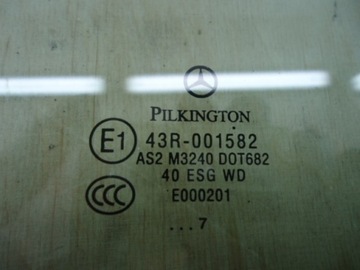 PILKINGTON
E1 43R-001582
AS2 M3240 DOT682
40 ESG WD
CCC E000201
...7